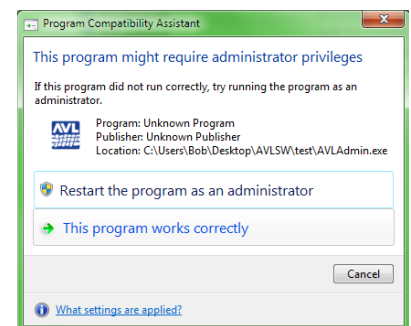 Program Compatibility Assistant
This program might require administrator privileges
If this program did not run correctly, try running the program as an
administrator.
AVL
Program: Unknown Program
Publisher: Unknown Publisher
Location: C:\Users\Bob\Desktop\AVLSW\test\AVLAdmin.exe
Restart the program as an administrator
This program works correctly
Cancel
What settings are applied?